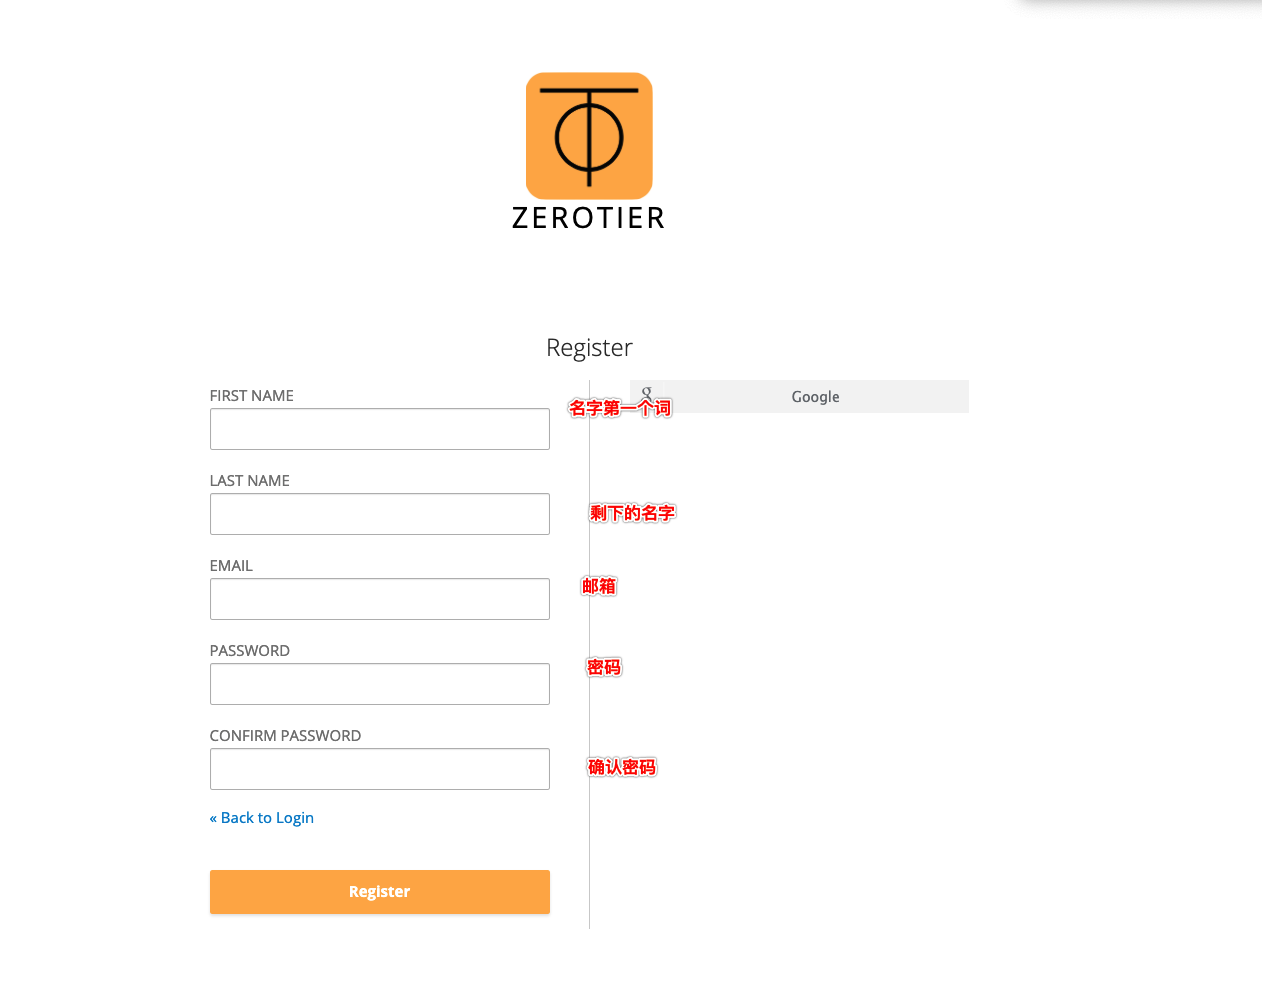 ZEROTIER
Register
FIRST NAME
名字第一个词
g
Google
LAST NAME
剩下的名字
EMAIL
邮箱
PASSWORD
密码
CONFIRM PASSWORD
确认密码
« Back to Login
Register